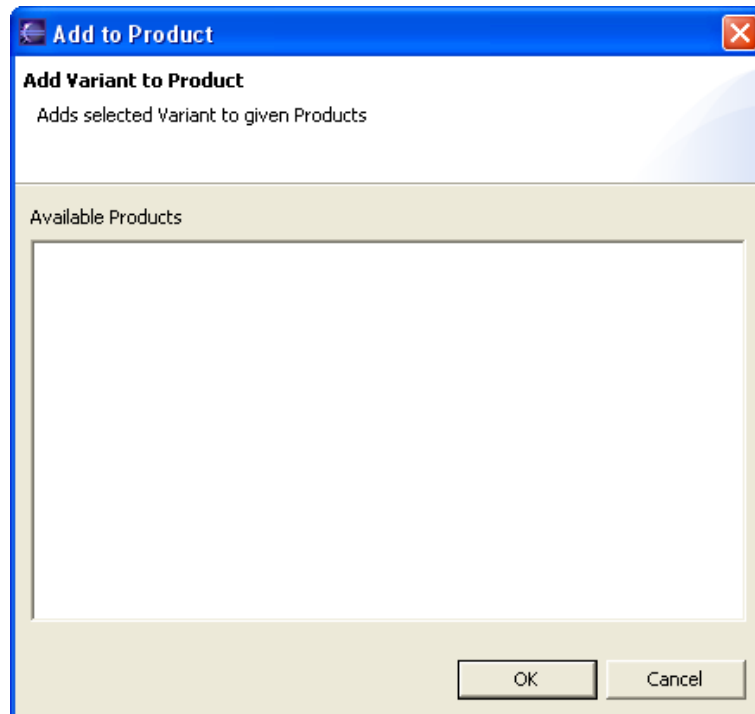 Add to Product
Add Variant to Product
Adds selected Variant to given Products
Available Products
OK
Cancel